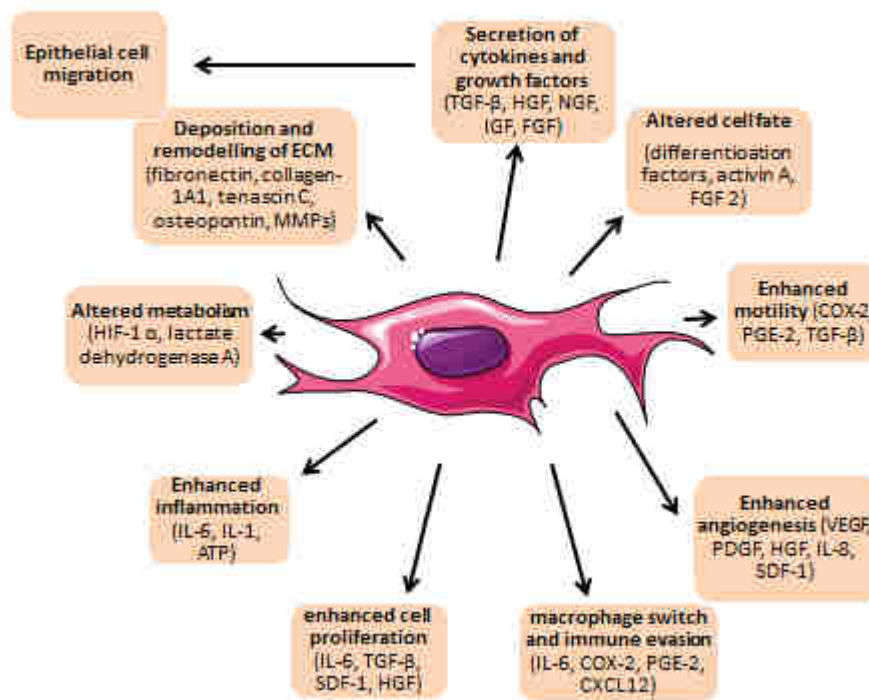 Epithelial cell
migration
Secretion of
cytokines and
growth factors
(TGF-β, HGF, NGF,
IGF, FGF)
Deposition and
remodelling of ECM
(fibronectin, collagen-
1A1, tenascin C,
osteopontin, MMPs)
Altered cell fate
(differentioation
factors, activin A,
FGF 2)
Altered metabolism
(HIF-1 α, lactate
dehydrogenase A)
Enhanced
motility (COX-2
PGE-2, TGF-β)
Enhanced
inflammation
(IL-6, IL-1,
ATP)
Enhanced
angiogenesis (VEGF,
PDGF, HGF, IL-8,
SDF-1)
enhanced cell
proliferation
(IL-6, TGF-β,
SDF-1, HGF)
macrophage switch
and immune evasion
(IL-6, COX-2, PGE-2,
CXCL12)